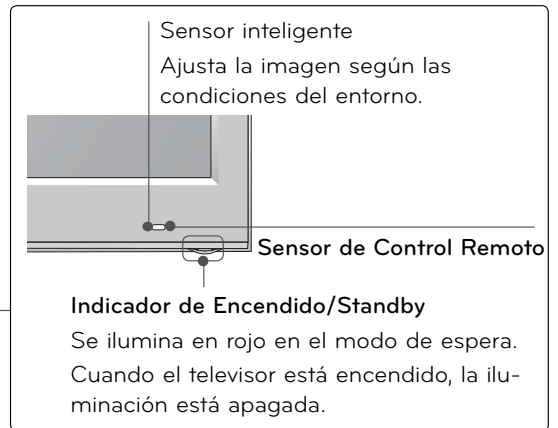 Sensor inteligente
Ajusta la imagen según las
condiciones del entorno.
Sensor de Control Remoto
Indicador de Encendido/Standby
Se ilumina en rojo en el modo de espera.
Cuando el televisor está encendido, la ilu-
minación está apagada.